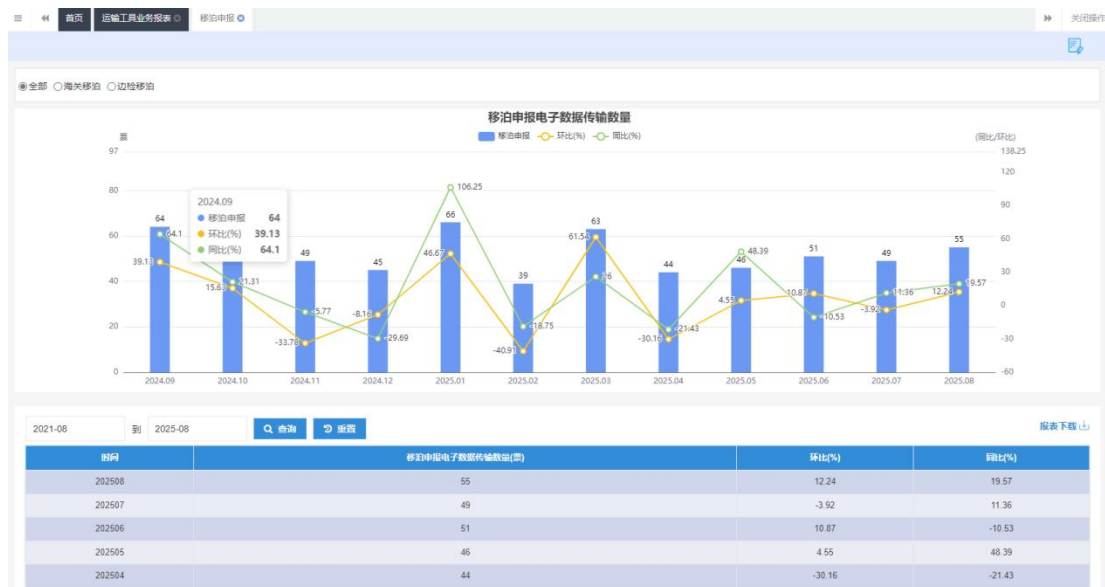 首页 运输工具业务报表 移泊申报 关闭操作
全部 海关移泊 边检移泊
移泊申报电子数据传输数量
移泊申报 环比(%) 同比(%)
票 (同比/环比)
97 138.25
120
80 106.25
2024.09
移泊申报 64
环比(%) 39.13
同比(%) 64.1
90
64 66 63
60 64.1 49 45 46.67 39 61.54 44 48.39 46 51 49 55 60
39.13
40 15.63 21.31 26 30
-33.78 -5.77 -8.16 -29.69 4.55 10.87 -10.53 -3.92 11.36 12.24 19.57 0
20 -40.91 -18.75 -30.16 -21.43 -30
0 -60
2024.09 2024.10 2024.11 2024.12 2025.01 2025.02 2025.03 2025.04 2025.05 2025.06 2025.07 2025.08
2021-08 到 2025-08 查询 重置 报表下载
时间 移泊申报电子数据传输数量(票) 环比(%) 同比(%)
202508 55 12.24 19.57
202507 49 -3.92 11.36
202506 51 10.87 -10.53
202505 46 4.55 48.39
202504 44 -30.16 -21.43